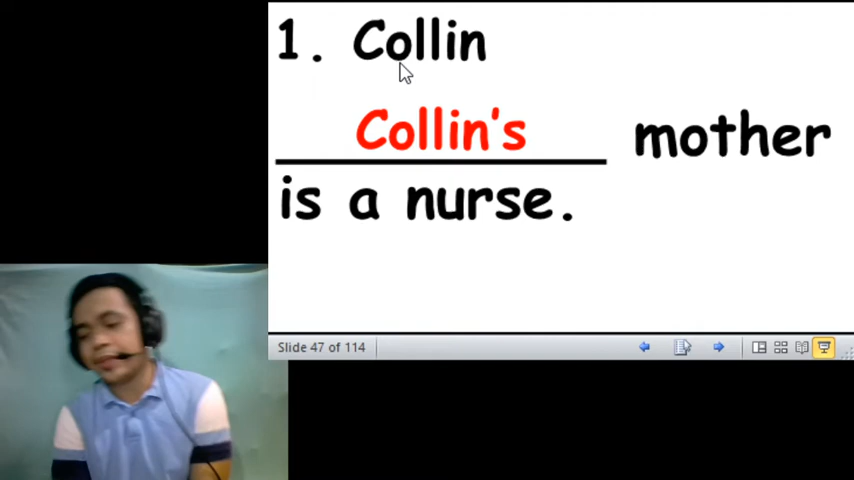 1. Collin
Collin's mother
is a nurse.
Slide 47 of 114